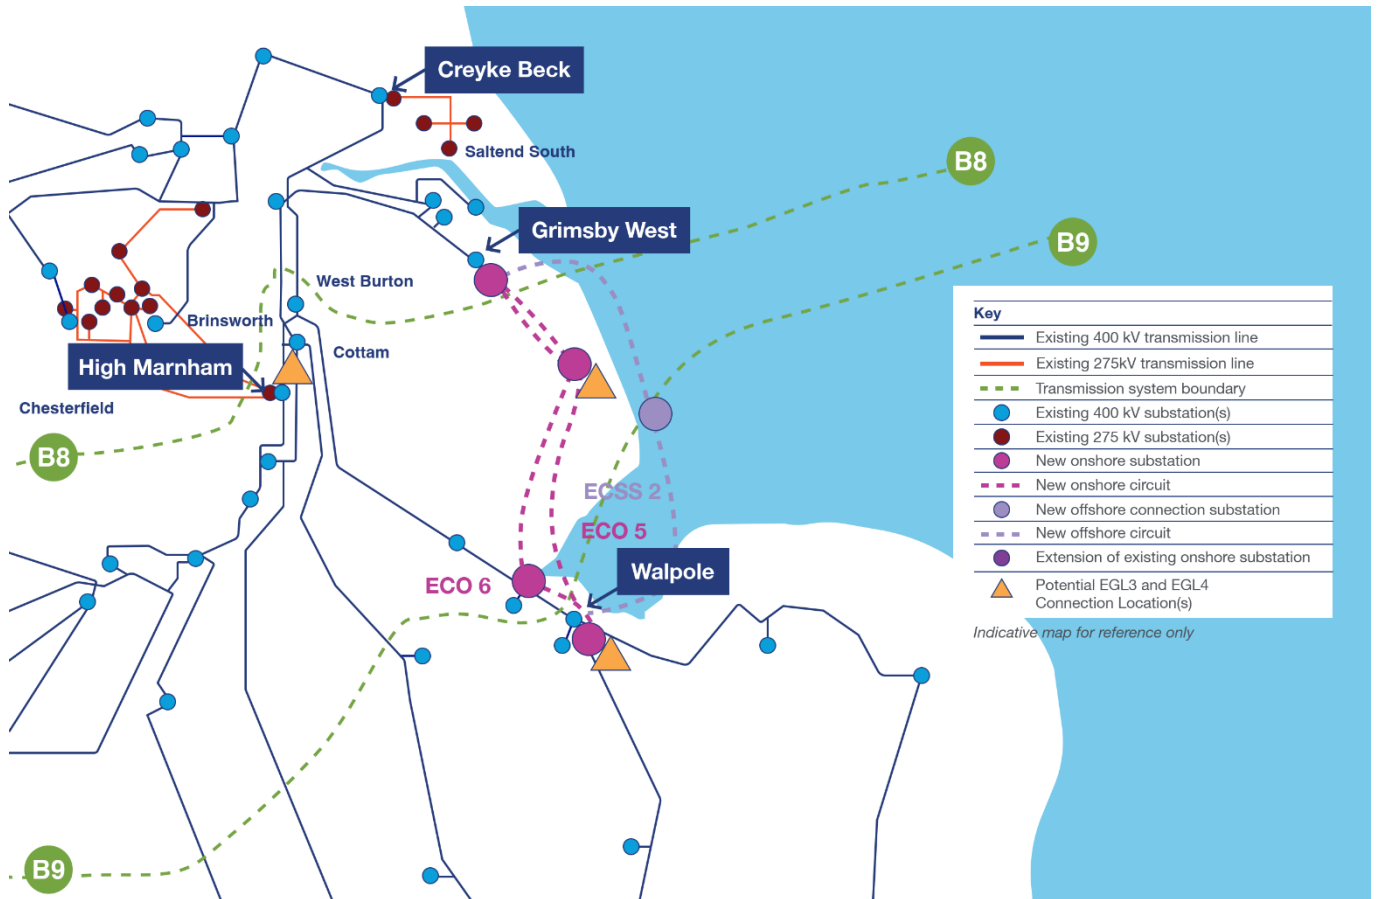 Creyke Beck
Saltend South
B8
Grimsby West
B9
West Burton
Brinsworth
Cottam
High Marnham
Chesterfield
B8
ECSS 2
ECO 5
Walpole
ECO 6
B9
Key
Existing 400 kV transmission line
Existing 275kV transmission line
Transmission system boundary
Existing 400 kV substation(s)
Existing 275 kV substation(s)
New onshore substation
New onshore circuit
New offshore connection substation
New offshore circuit
Extension of existing onshore substation
Potential EGL3 and EGL4
Connection Location(s)
Indicative map for reference only